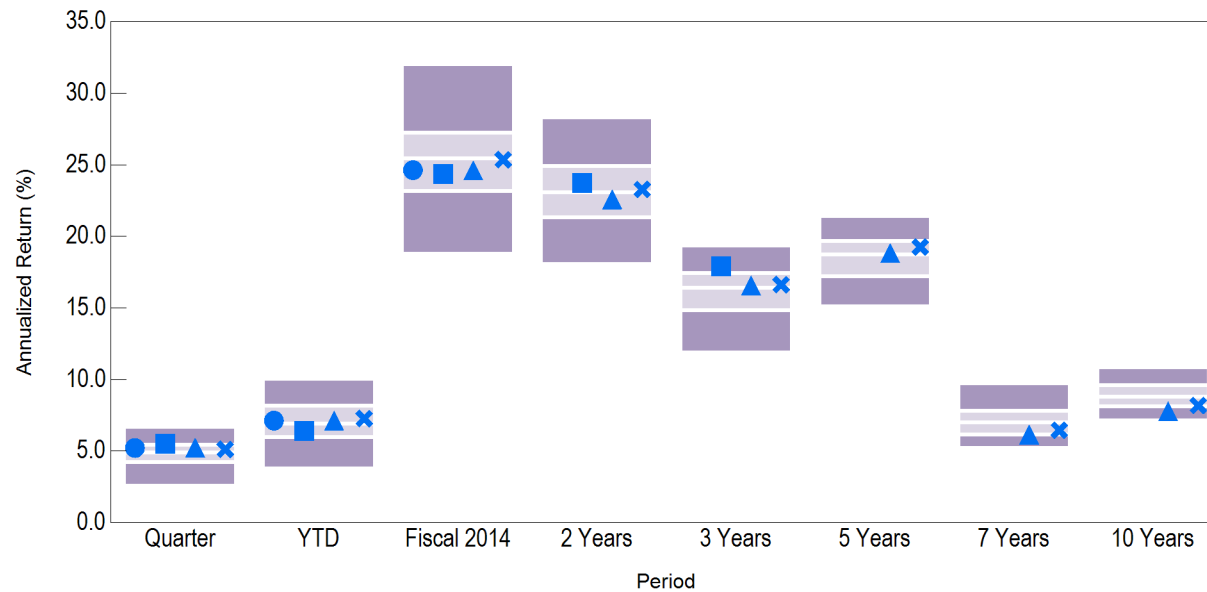 35.0
30.0
25.0
20.0
15.0
10.0
5.0
0.0
Annualized Return (%)
Quarter YTD Fiscal 2014 2 Years 3 Years 5 Years 7 Years 10 Years
Period